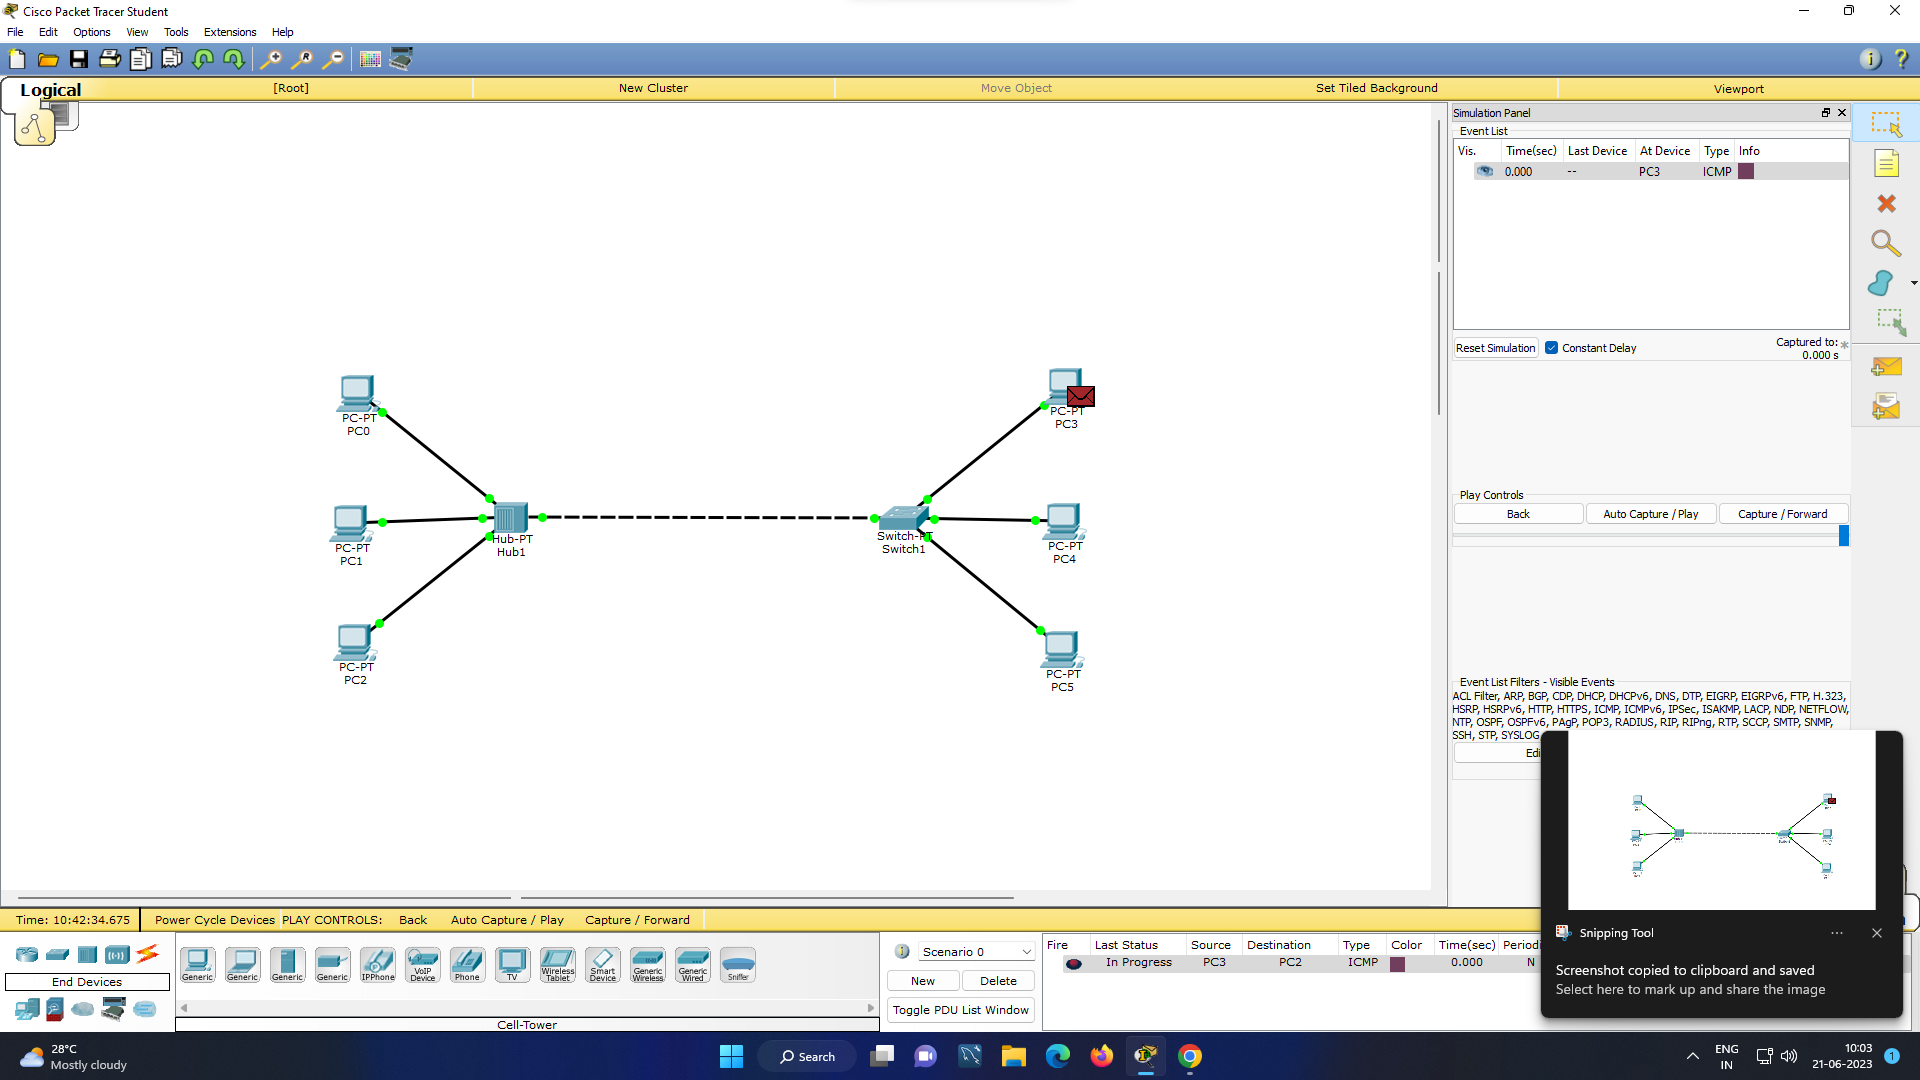 Cisco Packet Tracer Student
File Edit Options View Tools Extensions Help
Logical [Root] New Cluster Move Object Set Tiled Background Viewport
Simulation Panel
Event List
Vis. Time(sec) Last Device At Device Type Info
0.000 -- PC3 ICMP
Reset Simulation Constant Delay Captured to: *
0.000 s
PC-PT
PC0
PC-PT
PC1
PC-PT
PC2
Hub-PT
Hub1
Switch-PT
Switch1
PC-PT
PC3
PC-PT
PC4
PC-PT
PC5
Play Controls
Back Auto Capture / Play Capture / Forward
Event List Filters - Visible Events
ACL Filter, ARP, BGP, CDP, DHCP, DHCPv6, DNS, DTP, EIGRP, EIGRPv6, FTP, H.323,
HSRP, HSRPv6, HTTP, HTTPS, ICMP, ICMPv6, IPSec, ISAKMP, LACP, NDP, NETFLOW,
NTP, OSPF, OSPFv6, PAgP, POP3, RADIUS, RIP, RIPng, RTP, SCCP, SMTP, SNMP,
SSH, STP, SYSLOG
Edi
Snipping Tool
Screenshot copied to clipboard and saved
Select here to mark up and share the image
Time: 10:42:34.675 Power Cycle Devices PLAY CONTROLS: Back Auto Capture / Play Capture / Forward
End Devices
Generic Generic Generic Generic IPPhone VoIP Device Phone TV Wireless Tablet Smart Device Generic Wireless Generic Wired Sniffer
Cell-Tower
Scenario 0
New Delete
Toggle PDU List Window
Fire Last Status Source Destination Type Color Time(sec) Periodi
In Progress PC3 PC2 ICMP 0.000 N
28°C
Mostly cloudy
Search
ENG
IN
10:03
21-06-2023
1